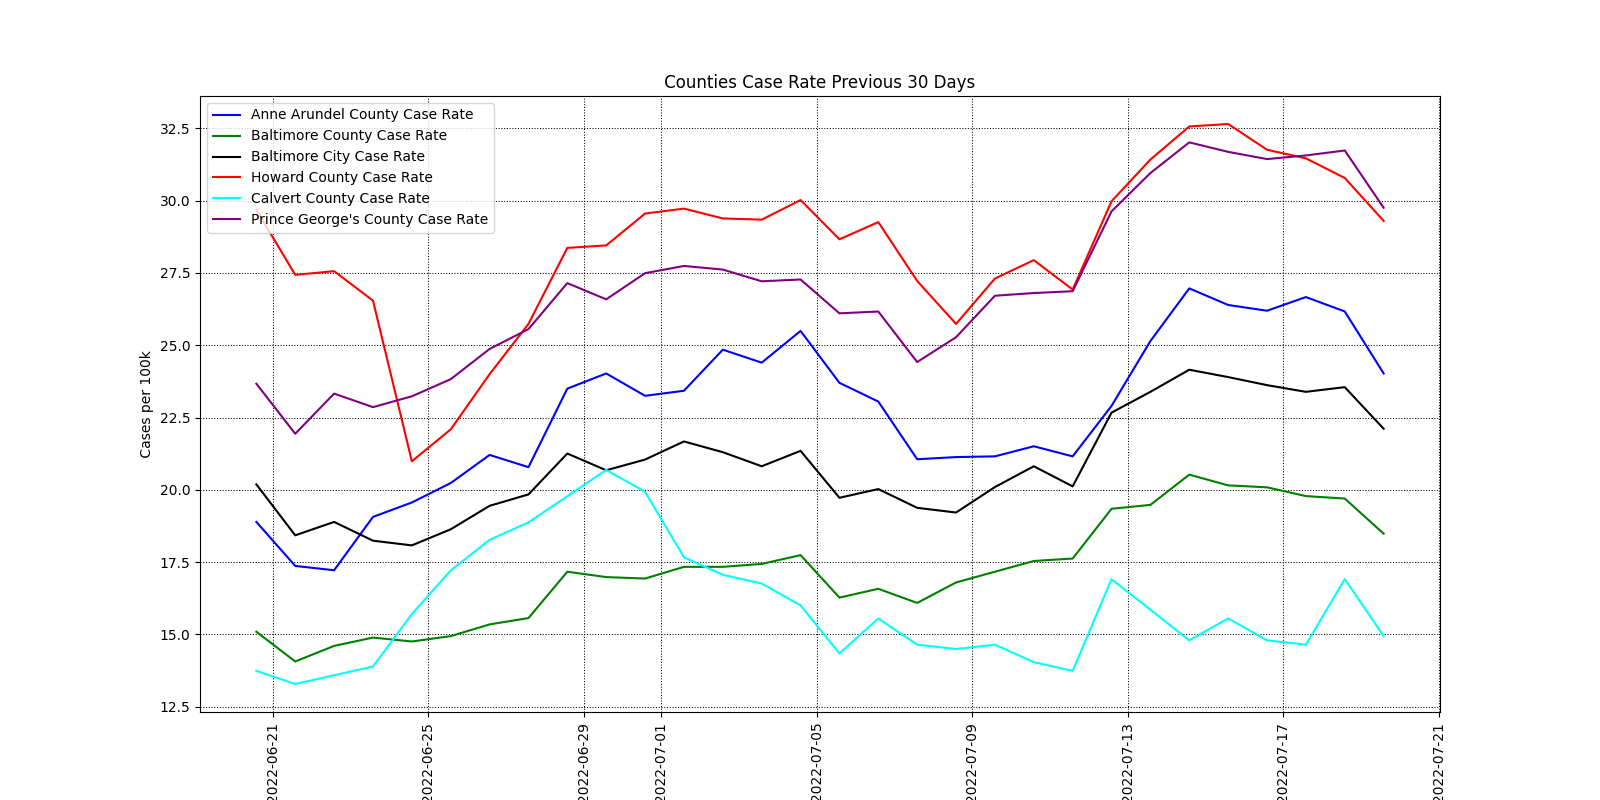 Counties Case Rate Previous 30 Days
Anne Arundel County Case Rate
Baltimore County Case Rate
Baltimore City Case Rate
Howard County Case Rate
Calvert County Case Rate
Prince George's County Case Rate
Cases per 100k
32.5
30.0
27.5
25.0
22.5
20.0
17.5
15.0
12.5
2022-06-21
2022-06-25
2022-06-29
2022-07-01
2022-07-05
2022-07-09
2022-07-13
2022-07-17
2022-07-21